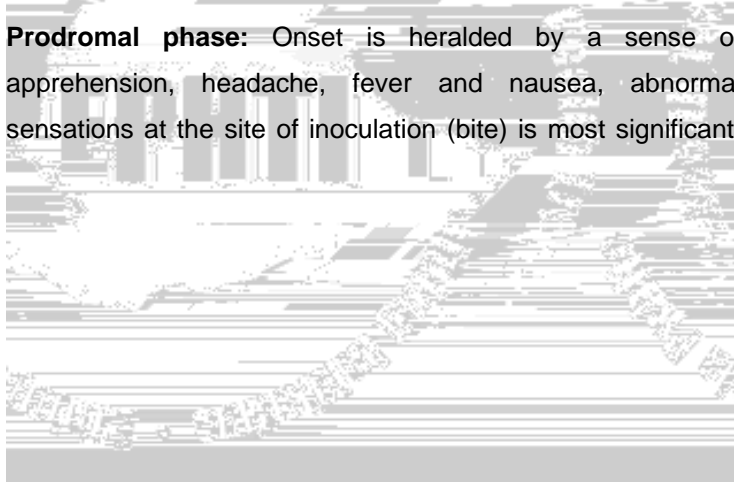 Prodromal phase: Onset is heralded by a sense o
apprehension, headache, fever and nausea, abnorma
sensations at the site of inoculation (bite) is most significant